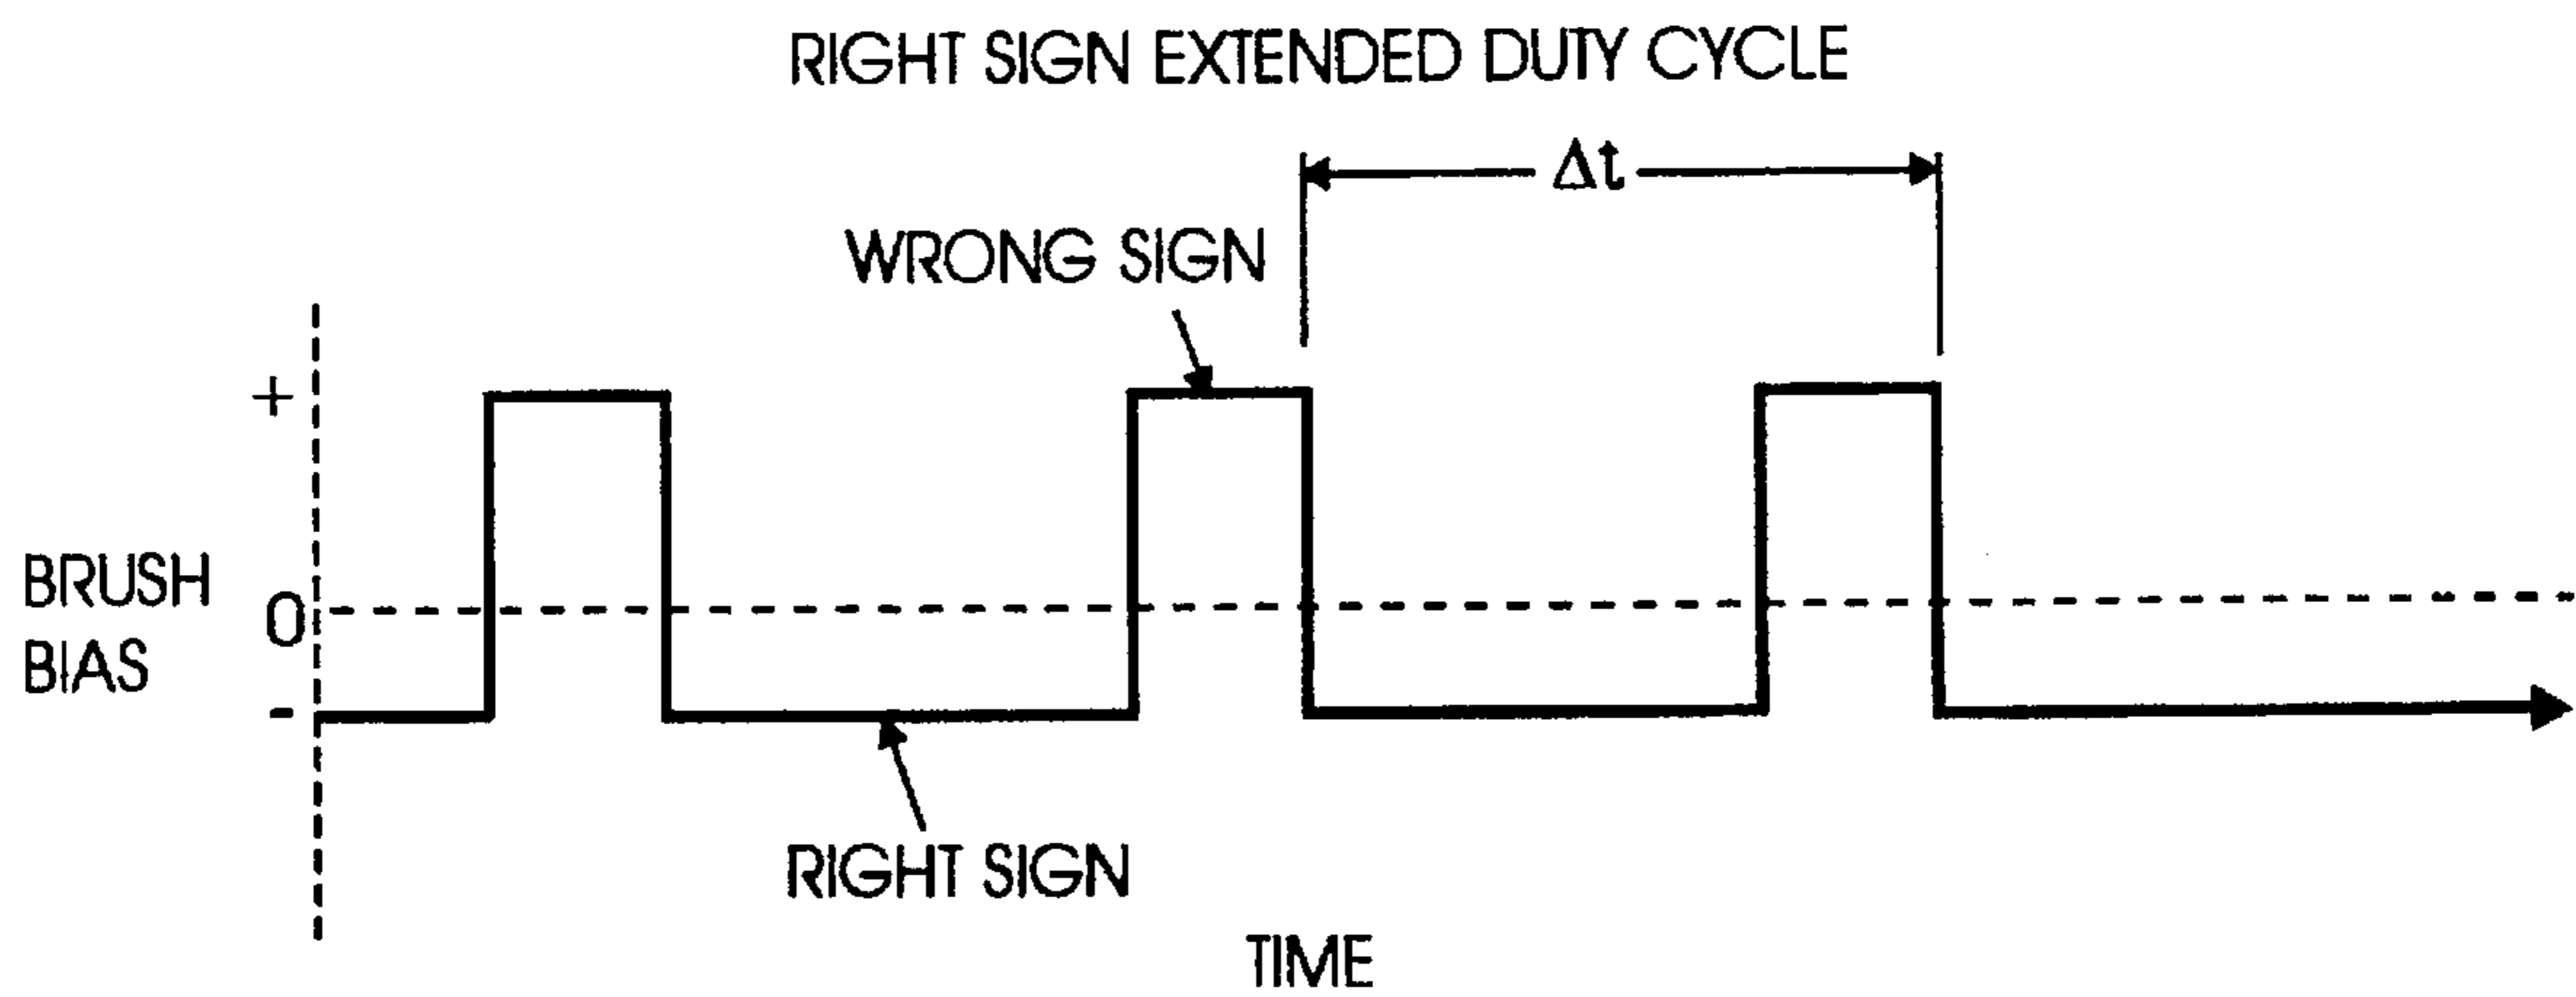 RIGHT SIGN EXTENDED DUTY CYCLE
Δt
WRONG SIGN
+
BRUSH
BIAS
0
-
RIGHT SIGN
TIME